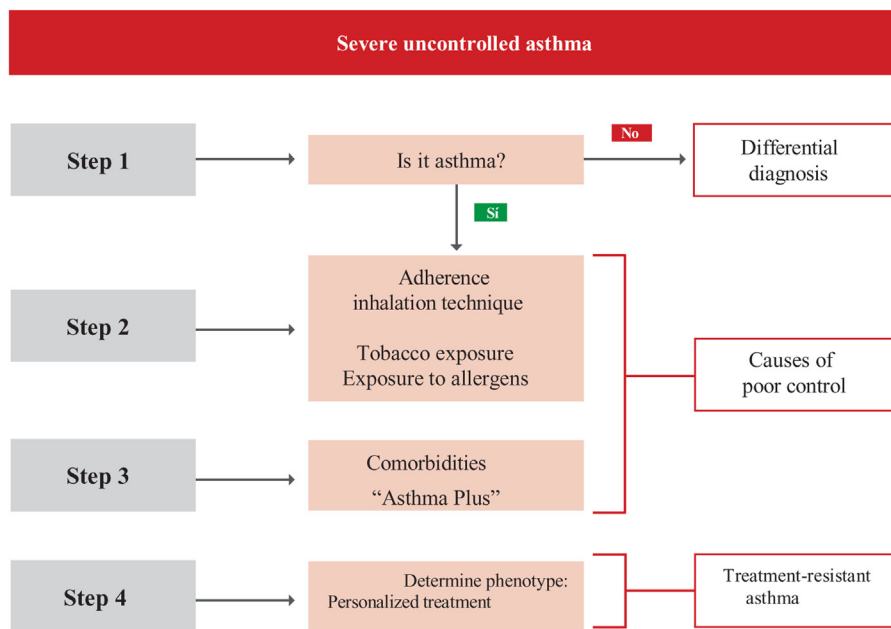 Severe uncontrolled asthma
Step 1
Is it asthma?
No
Differential
diagnosis
Sí
Step 2
Adherence
inhalation technique
Tobacco exposure
Exposure to allergens
Causes of
poor control
Step 3
Comorbidities
“Asthma Plus”
Step 4
Determine phenotype:
Personalized treatment
Treatment-resistant
asthma